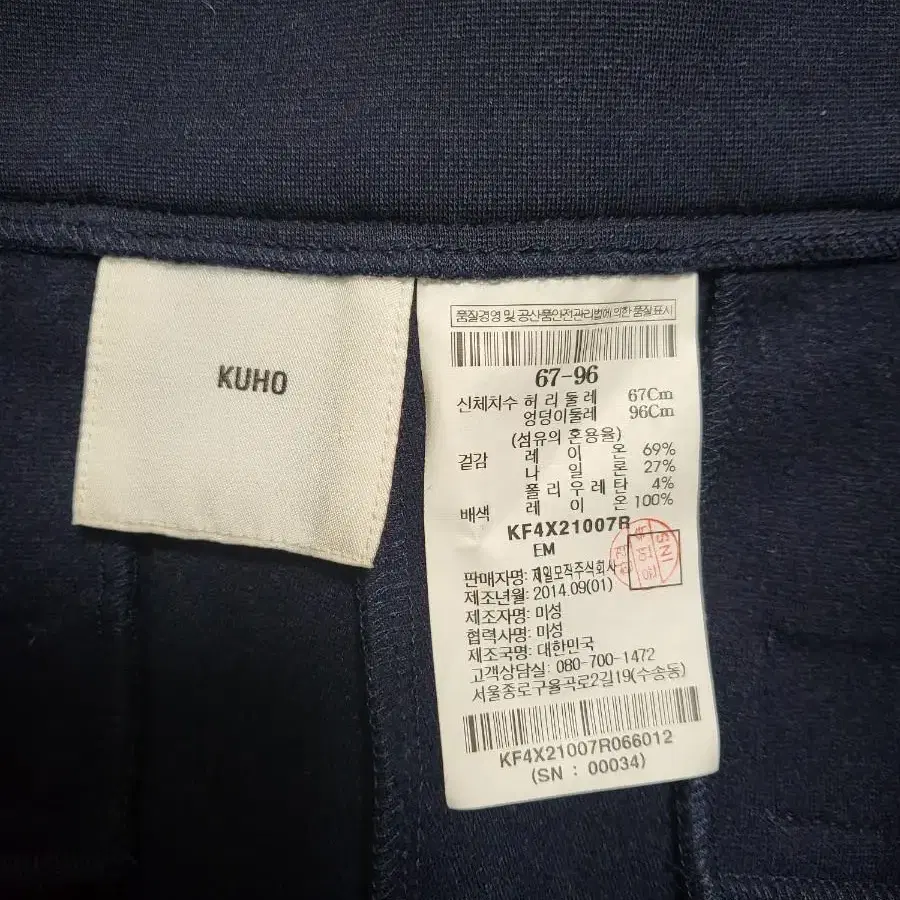 KUHO
품질경영 및 공산품안전관리법에 의한 품질표시
67-96
신체치수 허리둘레 67Cm
엉덩이둘레 96Cm
(섬유의 혼용율)
겉감 레이온 69%
나일론 27%
폴리우레탄 4%
배색 레이온 100%
KF4X21007R
EM
판매자명: 제일모직주식회사
제조년월: 2014.09(01)
제조자명: 미성
협력사명: 미성
제조국명: 대한민국
고객상담실: 080-700-1472
서울종로구율곡로2길19(수송동)
KF4X21007R066012
(SN : 00034)